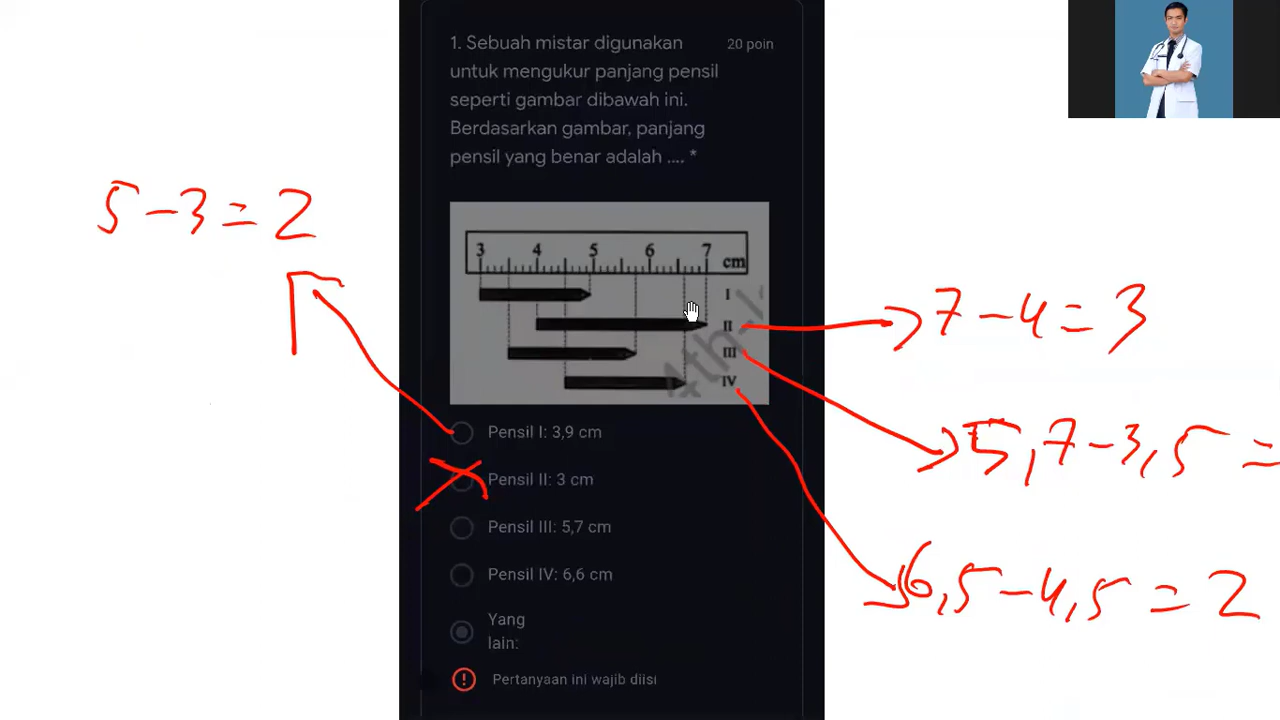 1. Sebuah mistar digunakan 20 poin
untuk mengukur panjang pensil
seperti gambar dibawah ini.
Berdasarkan gambar, panjang
pensil yang benar adalah .... *
5-3=2
3 4 5 6 7
cm
I
II
III
IV
7-4=3
5,7-3,5=
6,5-4,5=2
Pensil I: 3,9 cm
Pensil II: 3 cm
Pensil III: 5,7 cm
Pensil IV: 6,6 cm
Yang
lain:
Pertanyaan ini wajib diisi